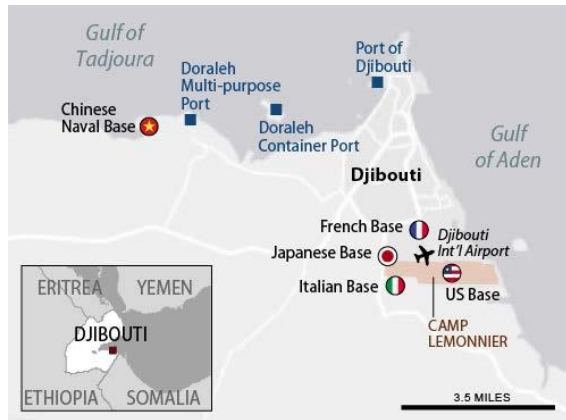 Gulf of
Tadjoura
Port of
Djibouti
Doraleh
Multi-purpose
Port
Chinese
Naval Base
Doraleh
Container Port
Gulf
of Aden
Djibouti
French Base
Djibouti
Int'l Airport
Japanese Base
Italian Base
US Base
CAMP
LEMONNIER
ERITREA
YEMEN
DJIBOUTI
ETHIOPIA
SOMALIA
3.5 MILES